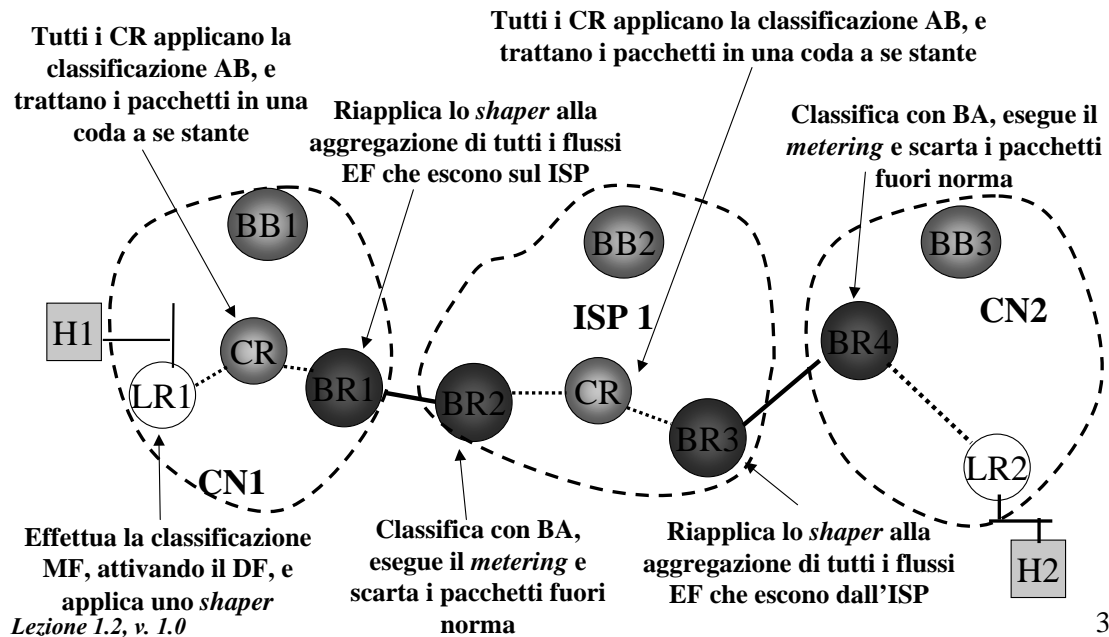 Tutti i CR applicano la
classificazione AB, e
trattano i pacchetti in una
coda a se stante
Riapplica lo shaper alla
aggregazione di tutti i flussi
EF che escono sul ISP
Tutti i CR applicano la classificazione AB, e
trattano i pacchetti in una coda a se stante
Classifica con BA, esegue il
metering e scarta i pacchetti
fuori norma
BB1
BB2
BB3
H1
CR
LR1
BR1
CN1
ISP 1
BR2
CR
BR3
CN2
BR4
LR2
H2
Effettua la classificazione
MF, attivando il DF, e
applica uno shaper
Classifica con BA,
esegue il metering e
scarta i pacchetti fuori
norma
Riapplica lo shaper alla
aggregazione di tutti i flussi
EF che escono dall'ISP
Lezione 1.2, v. 1.0
3